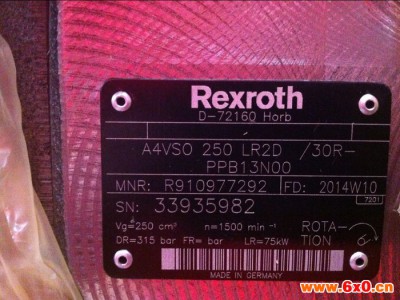 Rexroth
D-72160 Horb
A4VSO 250 LR2D /30R-
PPB13N00
MNR: R910977292 FD: 2014W10
7201
SN: 33935982
Vg=250 cm³ n=1500 min⁻¹ ROTA-
DR=315 bar FR= bar LR=75kW TION
MADE IN GERMANY
www.6x0.cn